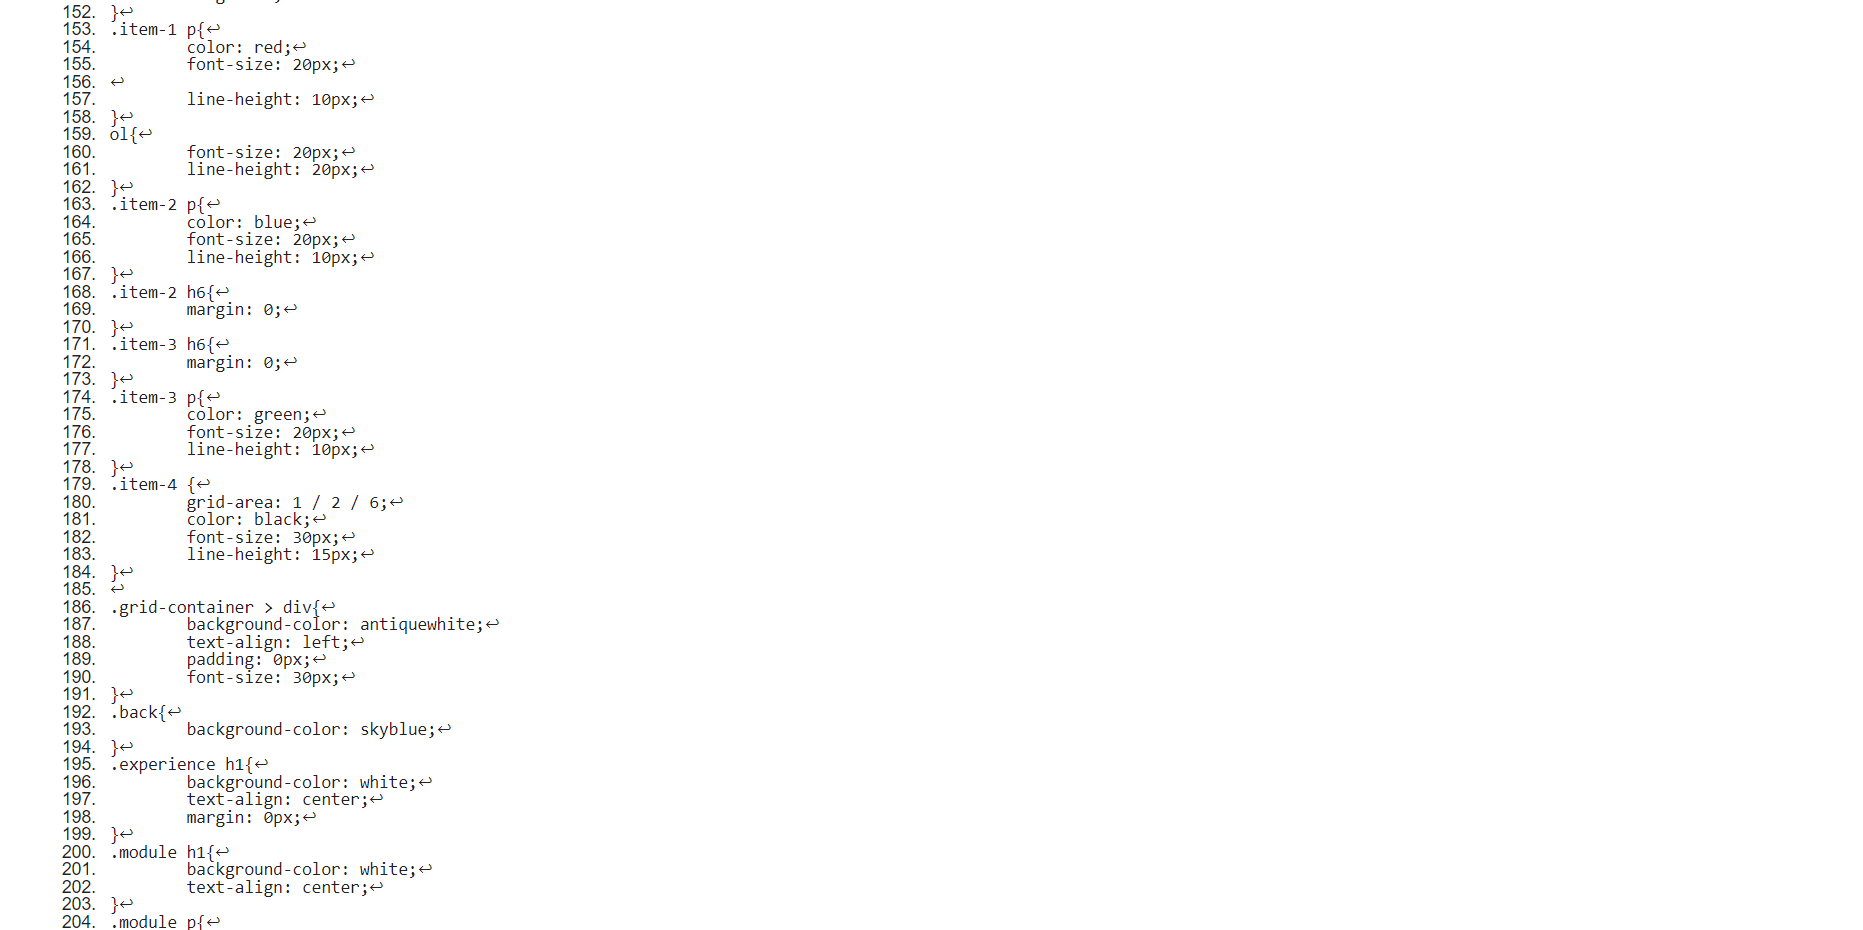 152. }↩
153. .item-1 p{↩
154. color: red;↩
155. font-size: 20px;↩
156. ↩
157. line-height: 10px;↩
158. }↩
159. ol{↩
160. font-size: 20px;↩
161. line-height: 20px;↩
162. }↩
163. .item-2 p{↩
164. color: blue;↩
165. font-size: 20px;↩
166. line-height: 10px;↩
167. }↩
168. .item-2 h6{↩
169. margin: 0;↩
170. }↩
171. .item-3 h6{↩
172. margin: 0;↩
173. }↩
174. .item-3 p{↩
175. color: green;↩
176. font-size: 20px;↩
177. line-height: 10px;↩
178. }↩
179. .item-4 {↩
180. grid-area: 1 / 2 / 6;↩
181. color: black;↩
182. font-size: 30px;↩
183. line-height: 15px;↩
184. }↩
185. ↩
186. .grid-container > div{↩
187. background-color: antiquewhite;↩
188. text-align: left;↩
189. padding: 0px;↩
190. font-size: 30px;↩
191. }↩
192. .back{↩
193. background-color: skyblue;↩
194. }↩
195. .experience h1{↩
196. background-color: white;↩
197. text-align: center;↩
198. margin: 0px;↩
199. }↩
200. .module h1{↩
201. background-color: white;↩
202. text-align: center;↩
203. }↩
204. .module p{↩